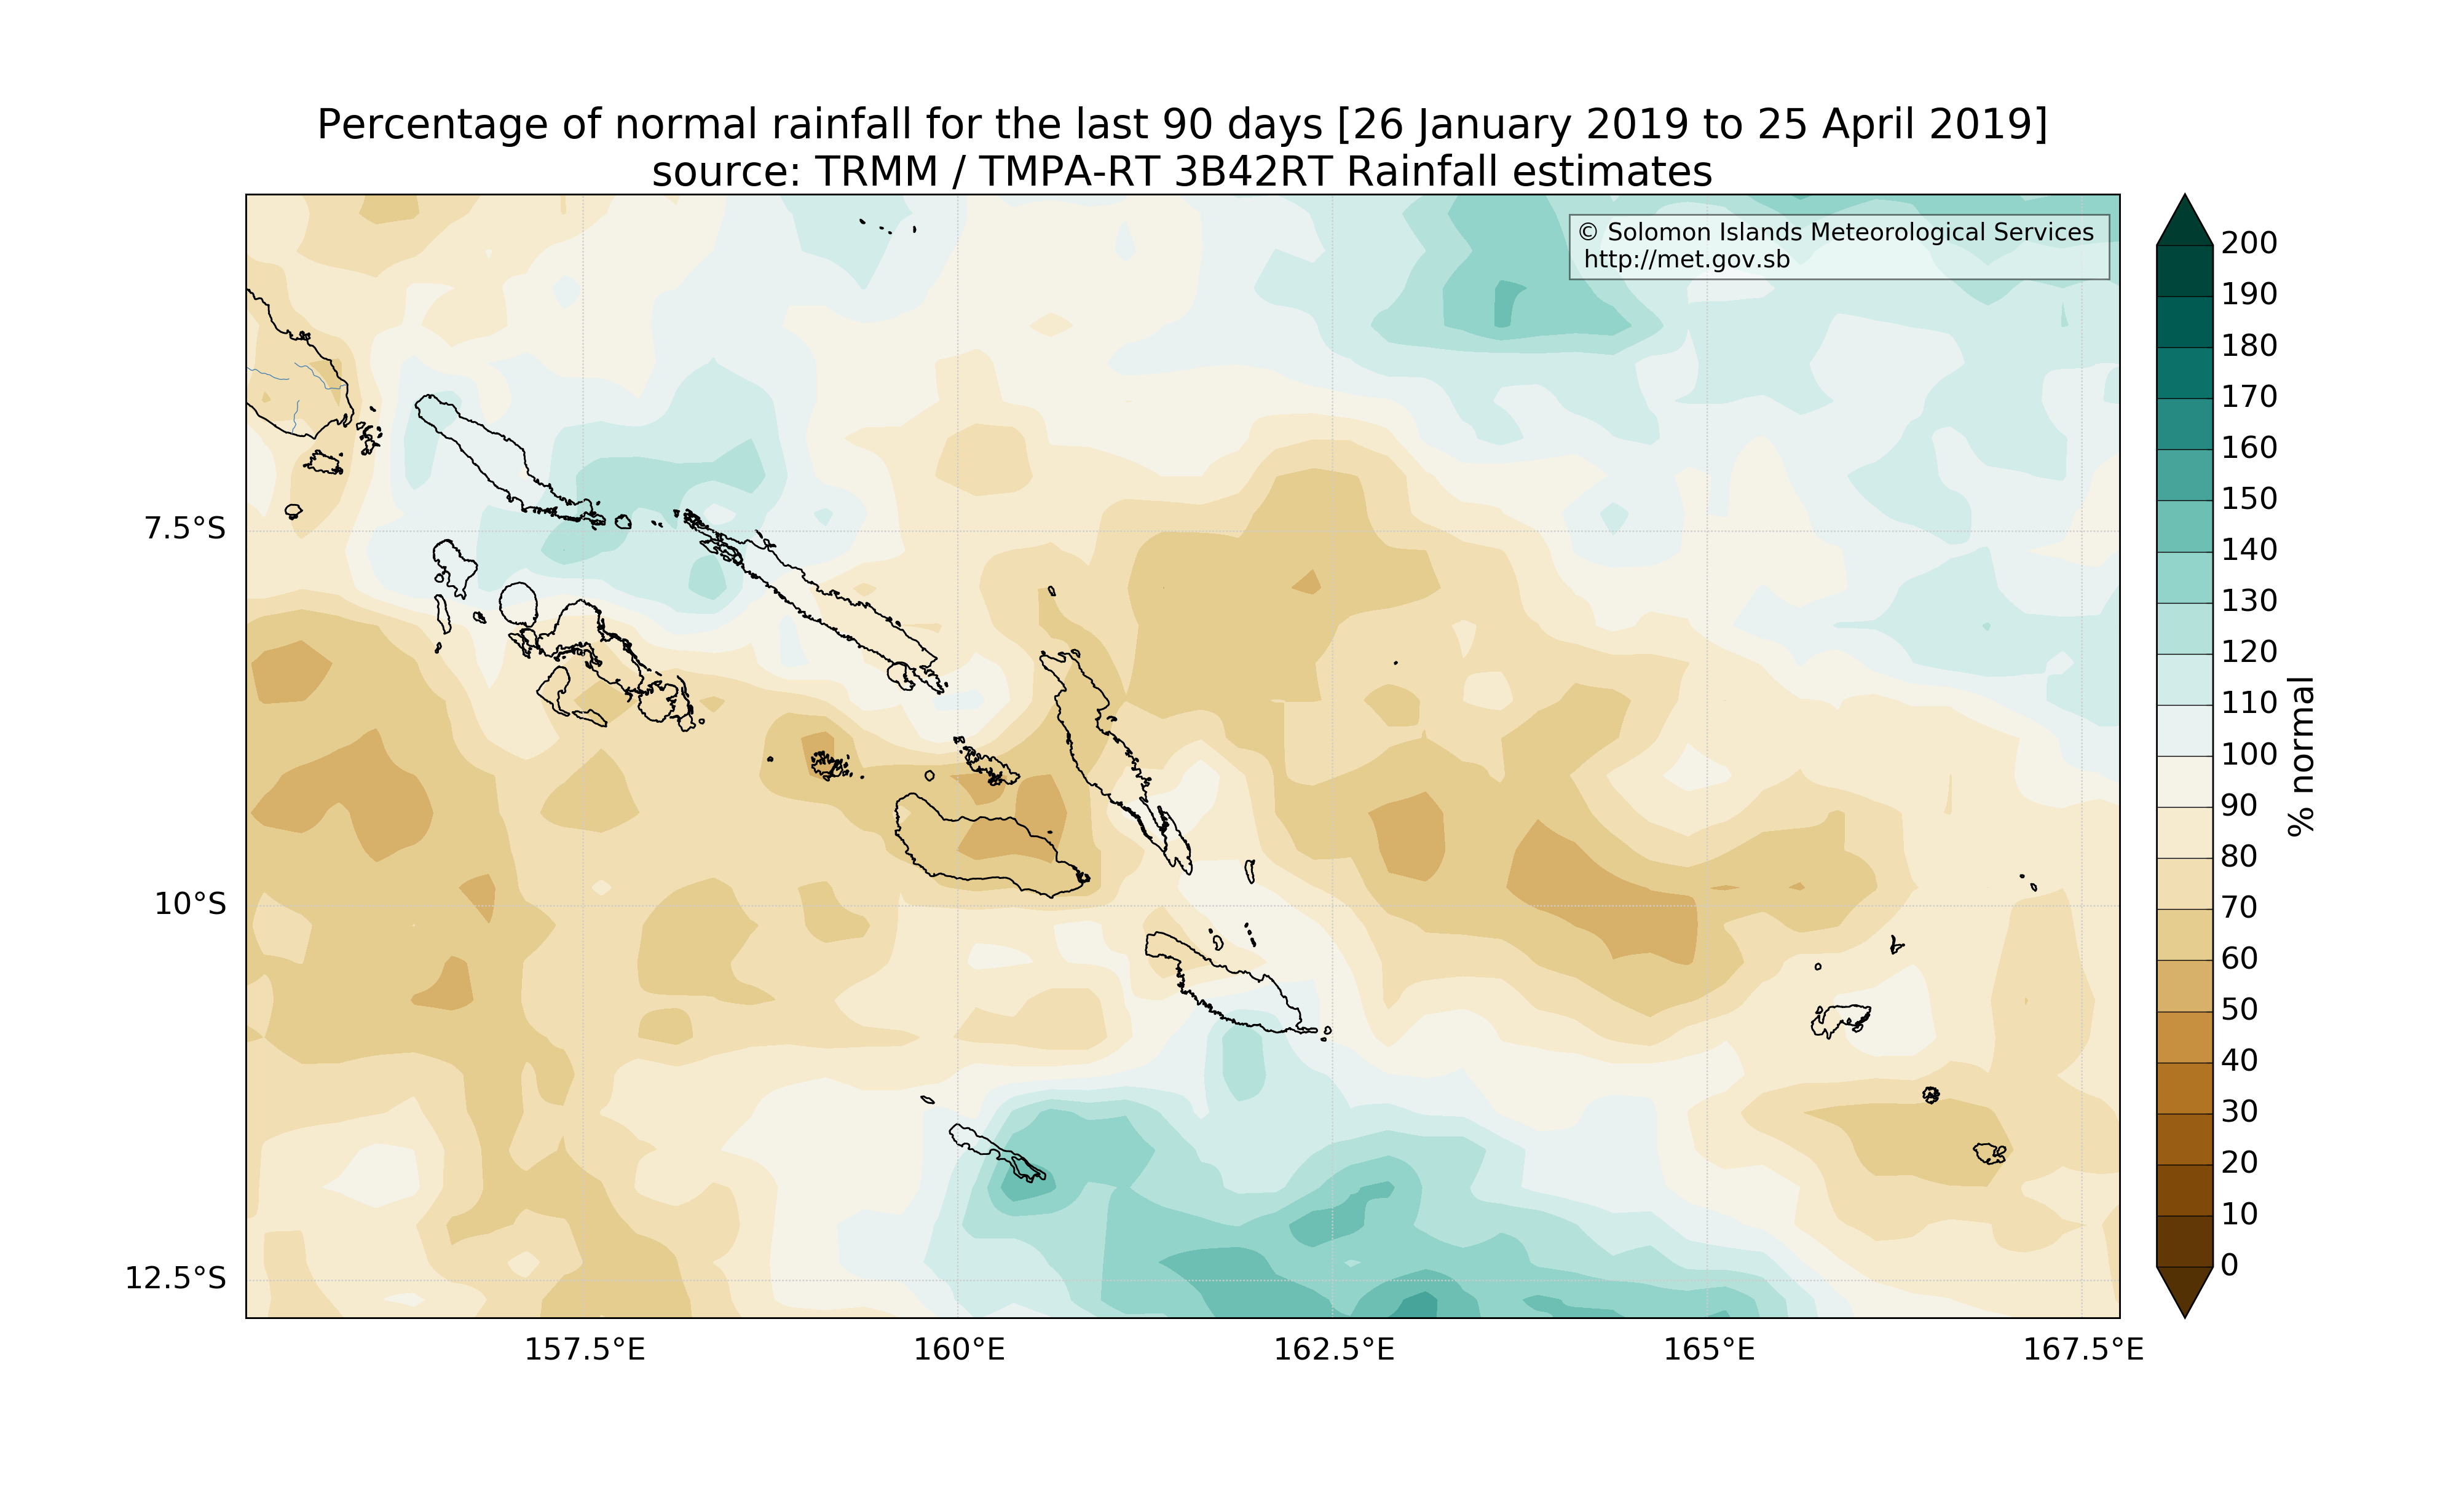 Percentage of normal rainfall for the last 90 days [26 January 2019 to 25 April 2019]
source: TRMM / TMPA-RT 3B42RT Rainfall estimates
© Solomon Islands Meteorological Services
http://met.gov.sb
7.5°S
10°S
12.5°S
157.5°E
160°E
162.5°E
165°E
167.5°E
200
190
180
170
160
150
140
130
120
110
100
90
80
70
60
50
40
30
20
10
0
% normal